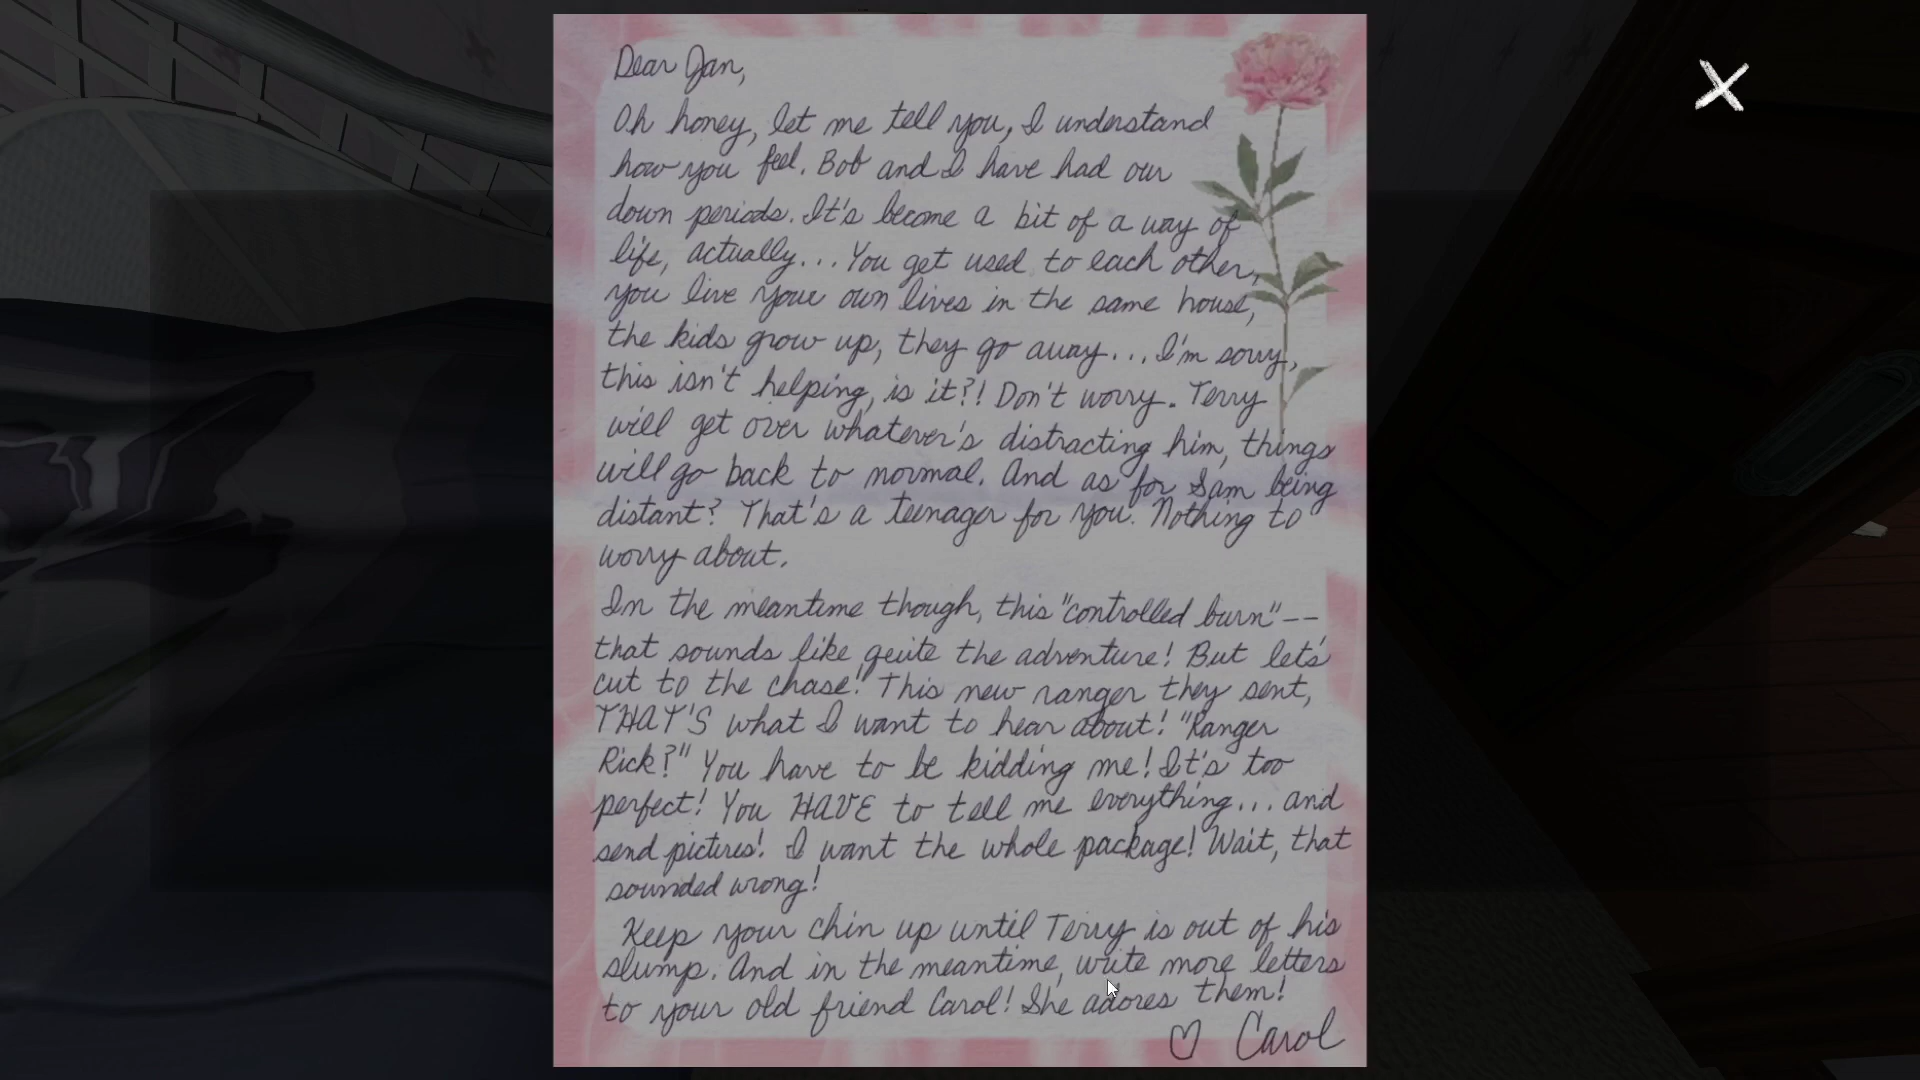 Dear Jan,
Oh honey, let me tell you, I understand
how you feel. Bob and I have had our
down periods. It's become a bit of a way of
life, actually... You get used to each other,
you live your own lives in the same house,
the kids grow up, they go away... I'm sorry,
this isn't helping, is it?! Don't worry. Terry
will get over whatever's distracting him, things
will go back to normal. And as for Sam being
distant? That's a teenager for you. Nothing to
worry about.
In the meantime though, this "controlled burn"--
that sounds like quite the adventure! But let's
cut to the chase! This new ranger they sent,
THAT'S what I want to hear about! "Ranger
Rick?" You have to be kidding me! It's too
perfect! You HAVE to tell me everything... and
send pictures! I want the whole package! Wait, that
sounded wrong!
Keep your chin up until Terry is out of his
slump. And in the meantime, write more letters
to your old friend Carol! She adores them!
♡ Carol